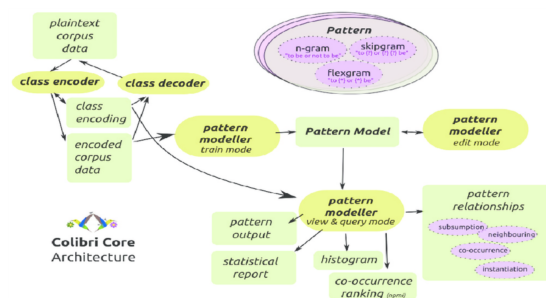 plaintext
corpus
data
class encoder
class decoder
class
encoding
encoded
corpus
data
Pattern
n-gram
"to be or not to be"
skipgram
"to {*} or {*} {*} be"
flexgram
"to {*} or {*} be"
pattern
modeller
train mode
Pattern Model
pattern
modeller
edit mode
pattern
modeller
view & query mode
pattern
output
statistical
report
histogram
co-occurrence
ranking (npmi)
pattern
relationships
subsumption
neighbouring
co-occurrence
instantiation
Colibri Core
Architecture